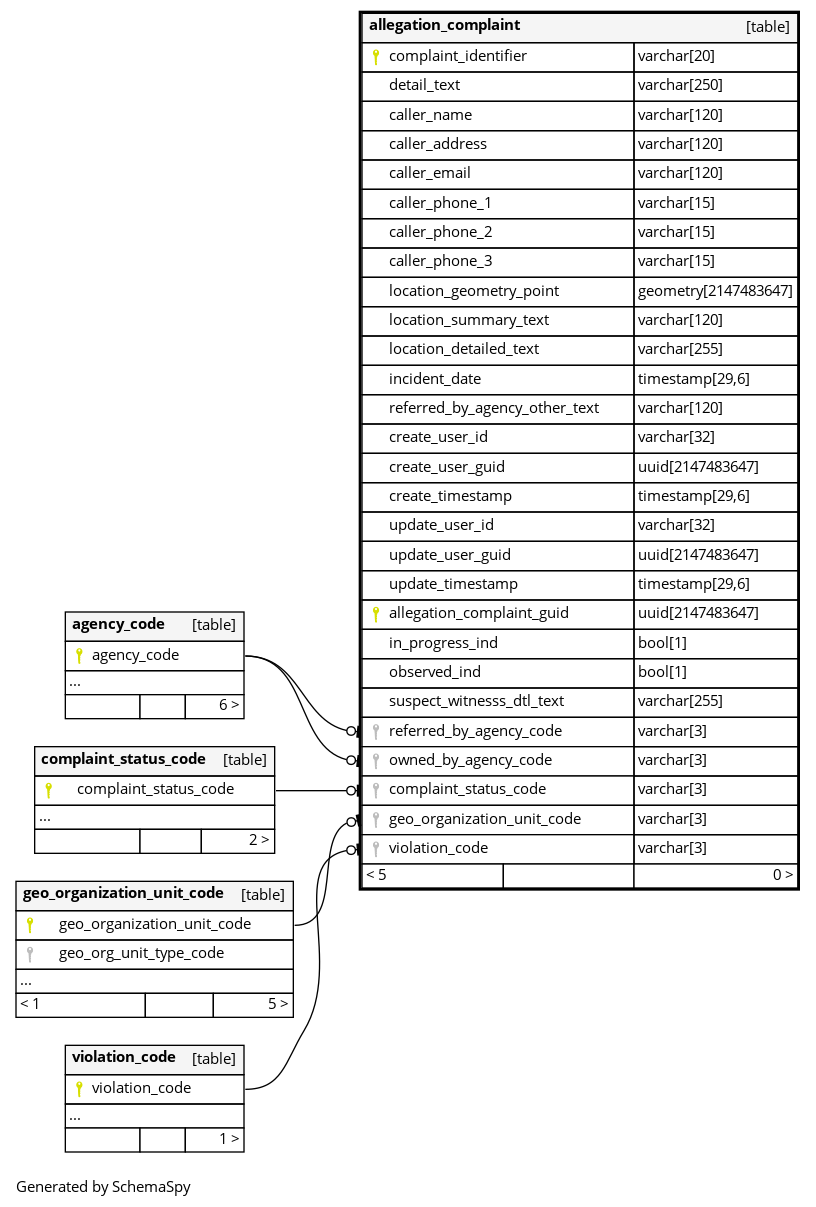 allegation_complaint [table]
complaint_identifier varchar[20]
detail_text varchar[250]
caller_name varchar[120]
caller_address varchar[120]
caller_email varchar[120]
caller_phone_1 varchar[15]
caller_phone_2 varchar[15]
caller_phone_3 varchar[15]
location_geometry_point geometry[2147483647]
location_summary_text varchar[120]
location_detailed_text varchar[255]
incident_date timestamp[29,6]
referred_by_agency_other_text varchar[120]
create_user_id varchar[32]
create_user_guid uuid[2147483647]
create_timestamp timestamp[29,6]
update_user_id varchar[32]
update_user_guid uuid[2147483647]
update_timestamp timestamp[29,6]
allegation_complaint_guid uuid[2147483647]
in_progress_ind bool[1]
observed_ind bool[1]
suspect_witnesss_dtl_text varchar[255]
referred_by_agency_code varchar[3]
owned_by_agency_code varchar[3]
complaint_status_code varchar[3]
geo_organization_unit_code varchar[3]
violation_code varchar[3]
< 5 0 >
agency_code [table]
agency_code
...
6 >
complaint_status_code [table]
complaint_status_code
...
2 >
geo_organization_unit_code [table]
geo_organization_unit_code
geo_org_unit_type_code
...
< 1 5 >
violation_code [table]
violation_code
...
1 >
Generated by SchemaSpy